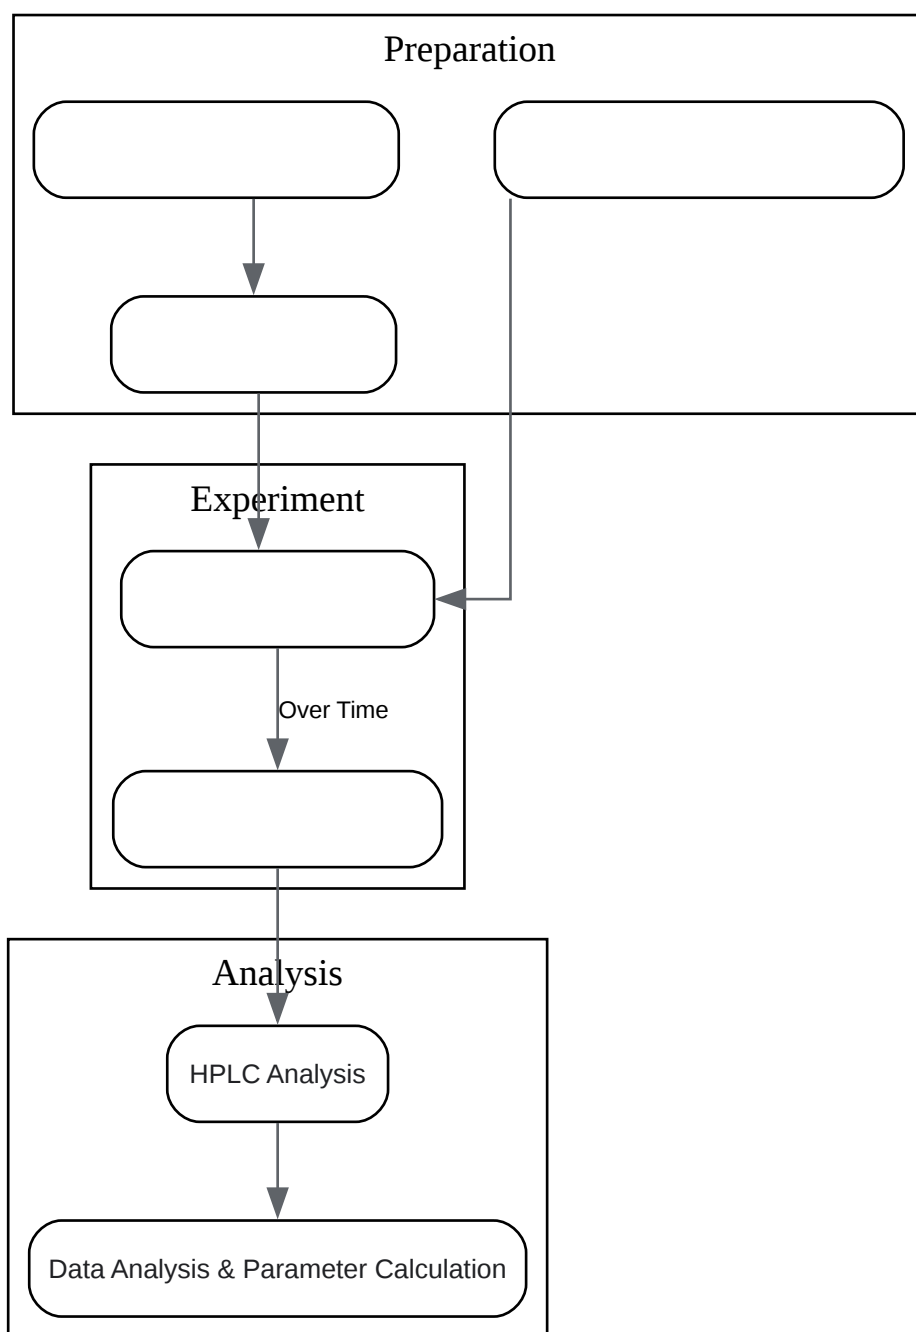 Preparation
Experiment
Over Time
Analysis
HPLC Analysis
Data Analysis & Parameter Calculation